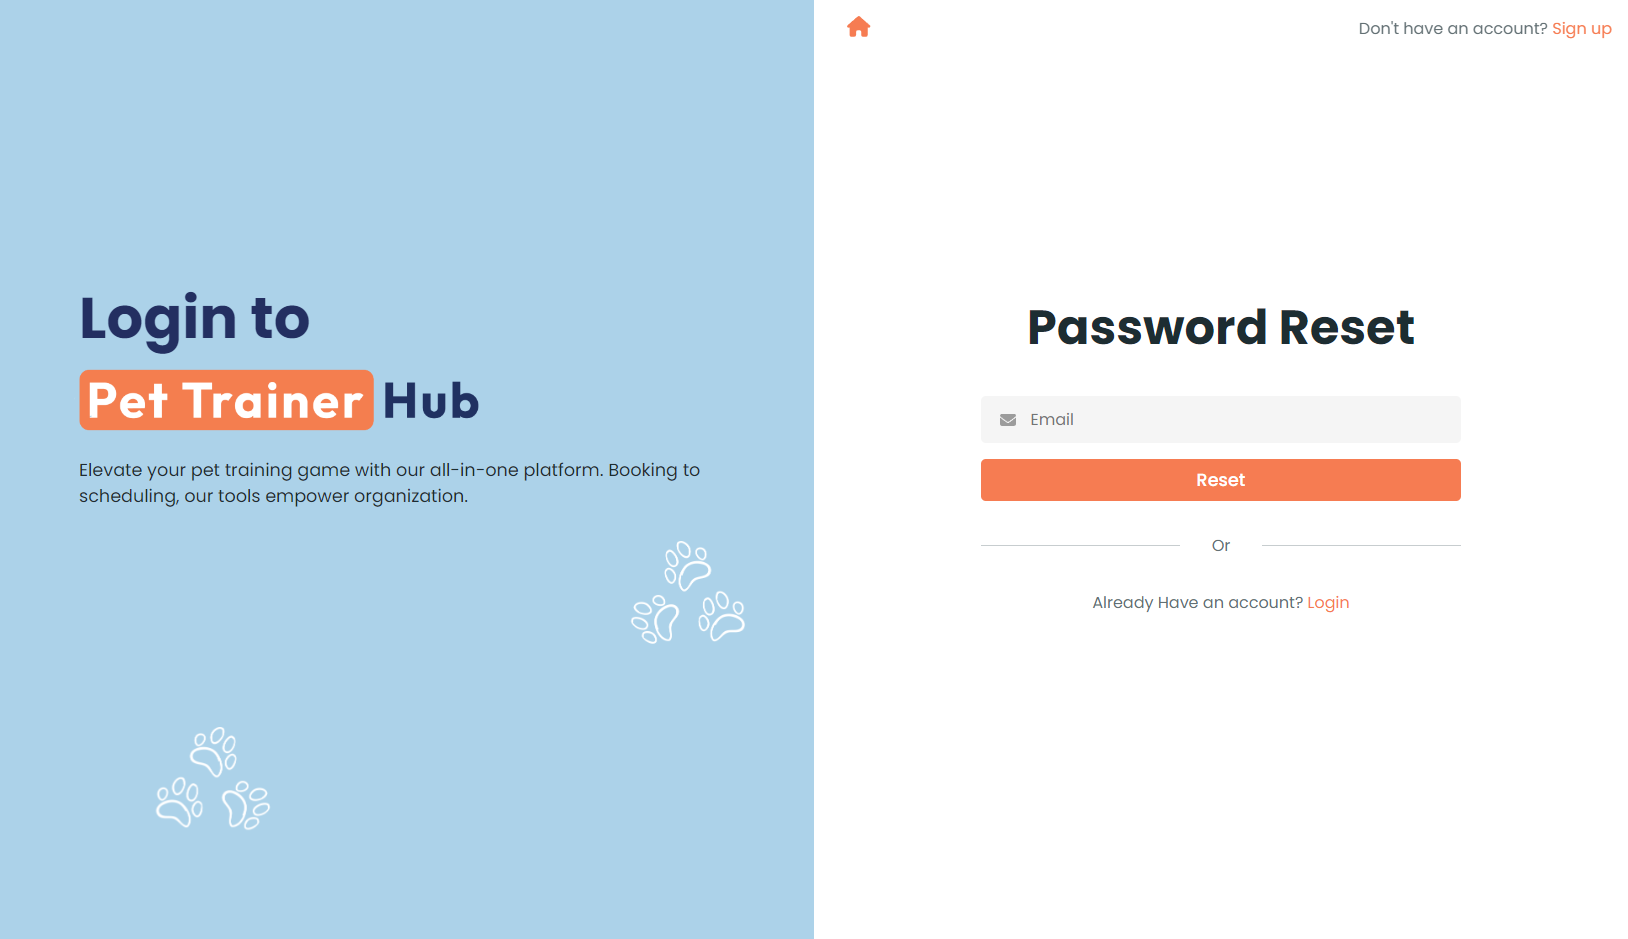 Login to
Pet Trainer Hub
Elevate your pet training game with our all-in-one platform. Booking to
scheduling, our tools empower organization.
Don't have an account? Sign up
Password Reset
Email
Reset
Or
Already Have an account? Login